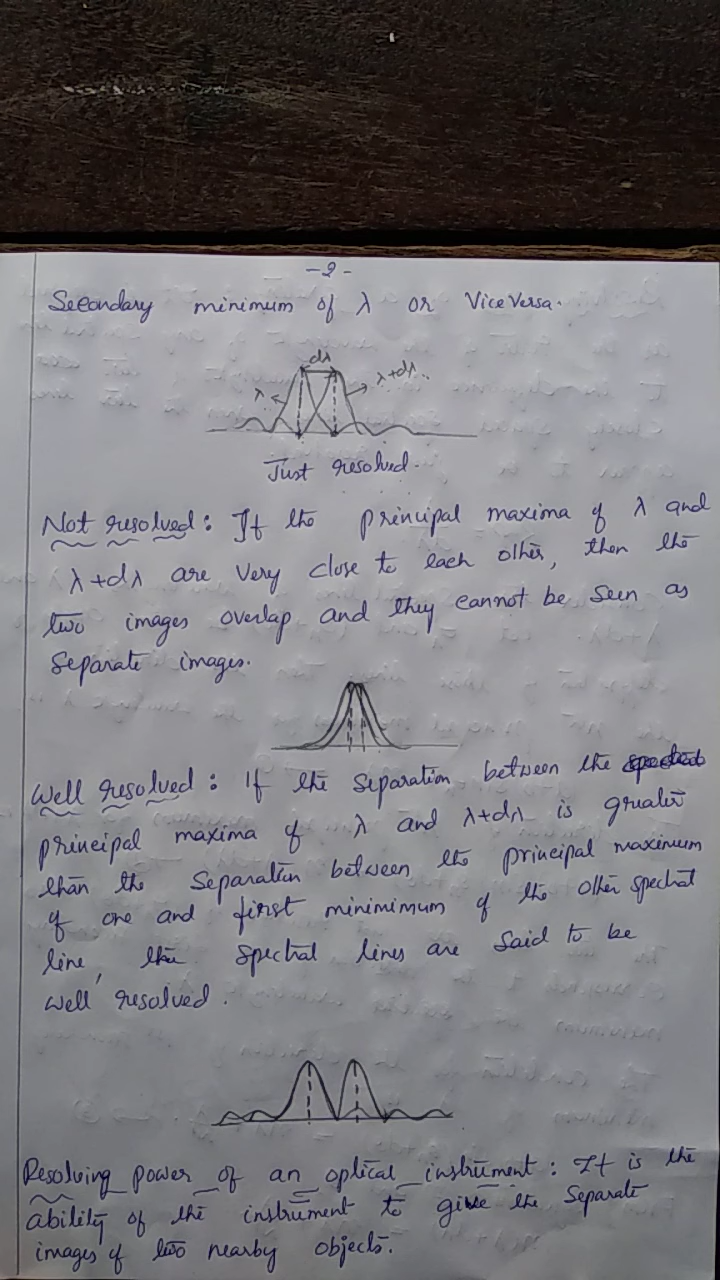 -2-
Secondary minimum of λ or Vice Versa.
dλ
λ
λ+dλ
Just resolved.
Not resolved: If the principal maxima of λ and
λ+dλ are very close to each other, then the
two images overlap and they cannot be seen as
Separate images.
Well resolved: If the Separation between the
principal maxima of λ and λ+dλ is greater
than the Separation between the principal maximum
of one and first minimimum of the other spectral
line, the spectral lines are said to be
well resolved.
Resolving power of an optical instrument: It is the
ability of the instrument to give the Separate
images of two nearby objects.